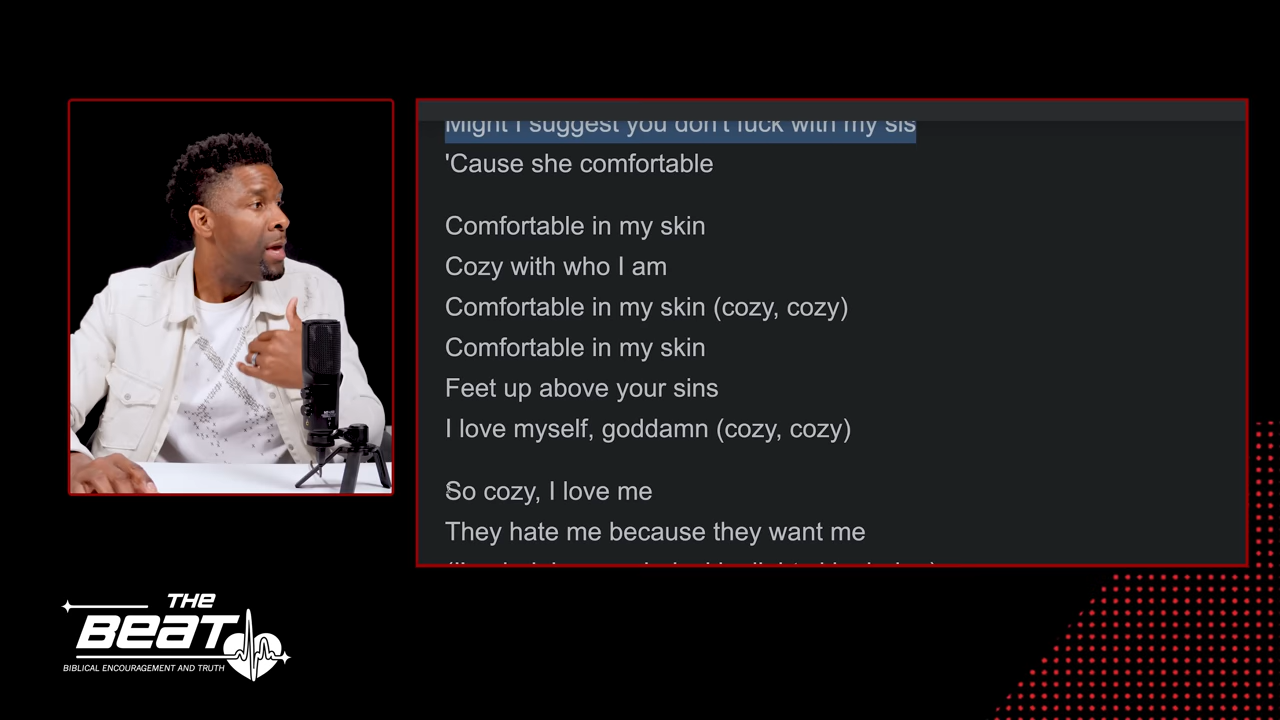 Might I suggest you don't fuck with my sis
'Cause she comfortable
Comfortable in my skin
Cozy with who I am
Comfortable in my skin (cozy, cozy)
Comfortable in my skin
Feet up above your sins
I love myself, goddamn (cozy, cozy)
So cozy, I love me
They hate me because they want me
THE
BEAT
BIBLICAL ENCOURAGEMENT AND TRUTH